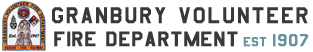 GRANBURY VOLUNTEER
FIRE DEPARTMENT EST 1907